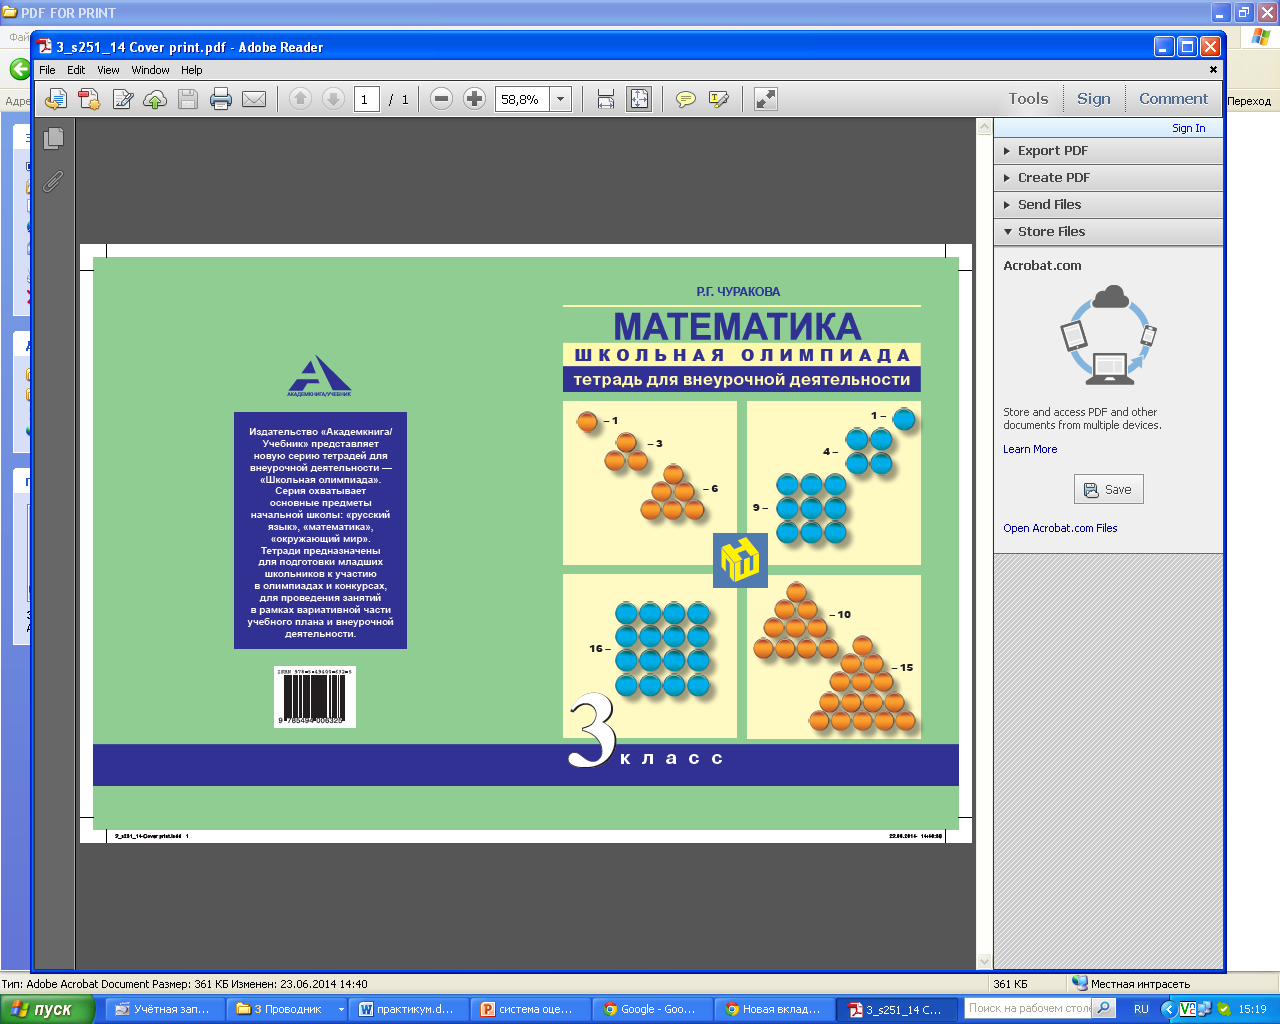 PDF FOR PRINT
3_s251_14 Cover print.pdf - Adobe Reader
File Edit View Window Help
1 / 1
58,8%
Tools Sign Comment
Переход
Sign In
Export PDF
Create PDF
Send Files
Store Files
Acrobat.com
Store and access PDF and other
documents from multiple devices.
Learn More
Save
Open Acrobat.com Files
АКАДЕМКНИГА/УЧЕБНИК
Издательство «Академкнига/
Учебник» представляет
новую серию тетрадей для
внеурочной деятельности —
«Школьная олимпиада».
Серия охватывает
основные предметы
начальной школы: «русский
язык», «математика»,
«окружающий мир».
Тетради предназначены
для подготовки младших
школьников к участию
в олимпиадах и конкурсах,
для проведения занятий
в рамках вариативной части
учебного плана и внеурочной
деятельности.
Р.Г. ЧУРАКОВА
МАТЕМАТИКА
ШКОЛЬНАЯ ОЛИМПИАДА
тетрадь для внеурочной деятельности
– 1
– 3
– 6
1 –
4 –
9 –
16 –
– 10
– 15
3 класс
Тип: Adobe Acrobat Document Размер: 361 КБ Изменен: 23.06.2014 14:40
361 КБ
Местная интрасеть
пуск
Учётная зап...
3 Проводник
практикум.d...
система оце...
Google - Goo...
Новая вклад...
3_s251_14 C...
Поиск на рабочем столе
RU
15:19